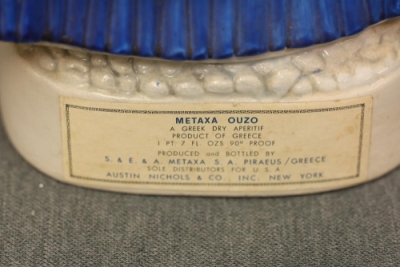 METAXA OUZO
A GREEK DRY APERITIF
PRODUCT OF GREECE
1 PT. 7 FL. OZS 90° PROOF
PRODUCED and BOTTLED BY
S. & E. & A. METAXA S. A. PIRAEUS/GREECE
SOLE DISTRIBUTORS FOR U.S.A
AUSTIN NICHOLS & CO., INC. NEW YORK